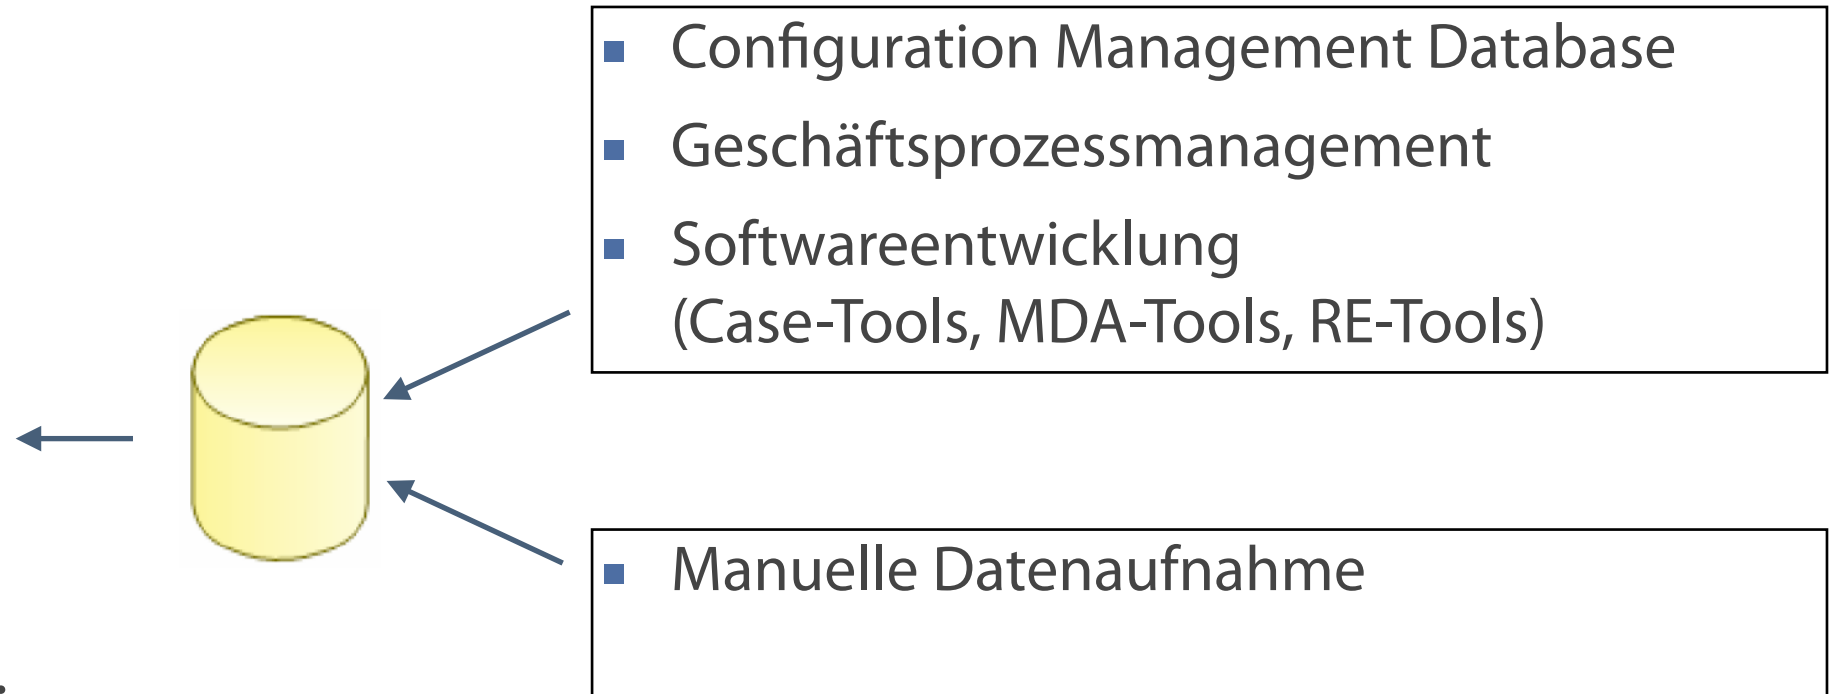 Configuration Management Database
Geschäftsprozessmanagement
Softwareentwicklung
(Case-Tools, MDA-Tools, RE-Tools)
Manuelle Datenaufnahme